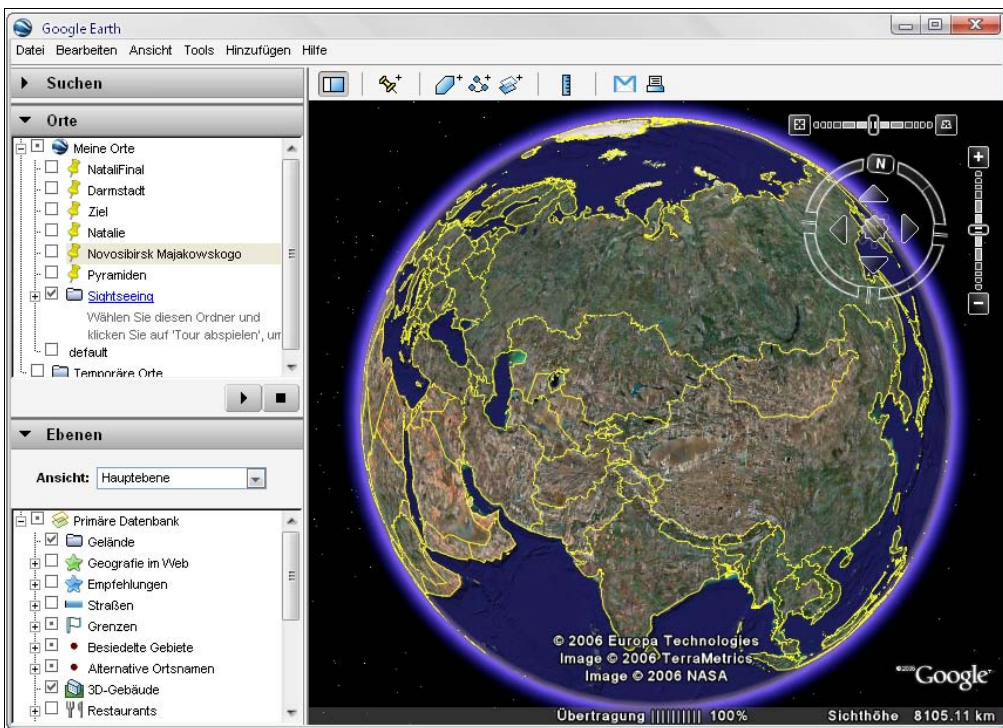 Google Earth
Datei Bearbeiten Ansicht Tools Hinzufügen Hilfe
Suchen
Orte
Meine Orte
NataliFinal
Darmstadt
Ziel
Natalie
Novosibirsk Majakowskogo
Pyramiden
Sightseeing
Wählen Sie diesen Ordner und
klicken Sie auf 'Tour abspielen', um
default
Temporäre Orte
Ebenen
Ansicht: Hauptebene
Primäre Datenbank
Gelände
Geografie im Web
Empfehlungen
Straßen
Grenzen
Besiedelte Gebiete
Alternative Ortsnamen
3D-Gebäude
Restaurants
N
© 2006 Europa Technologies
Image © 2006 TerraMetrics
Image © 2006 NASA
©2006 Google
Übertragung 100%
Sichthöhe 8105.11 km